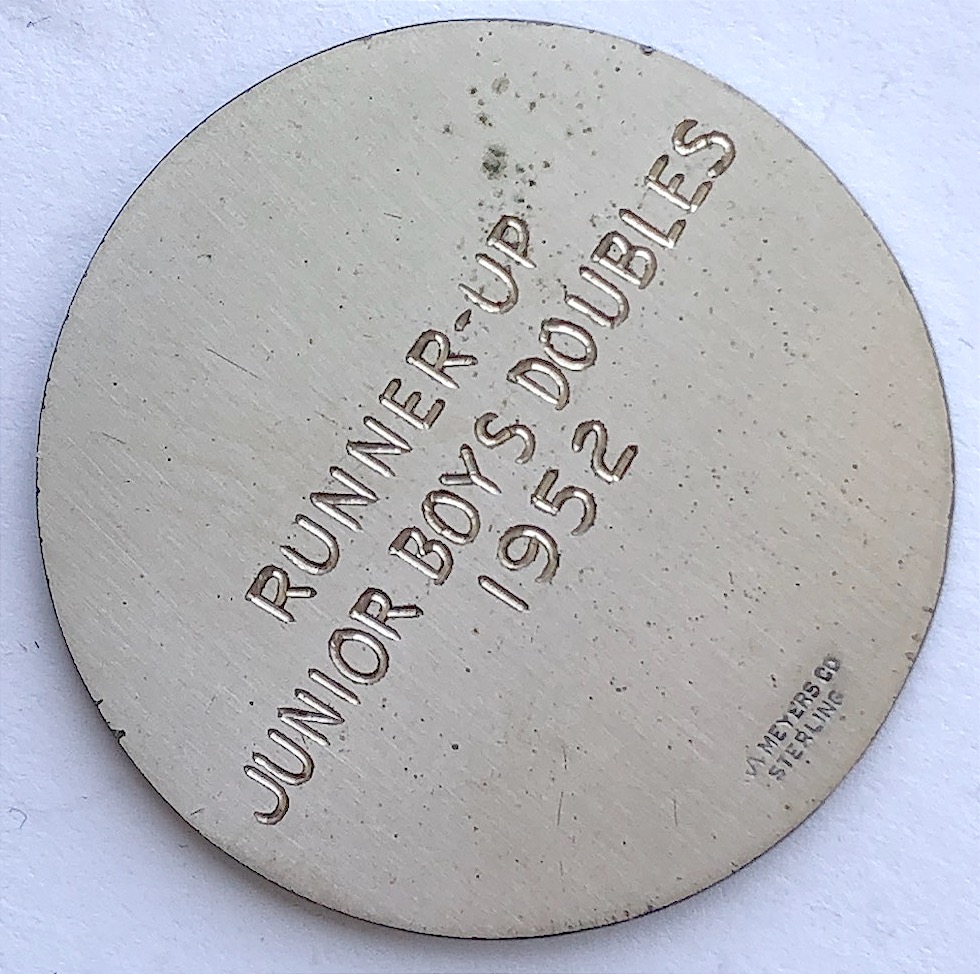 RUNNER-UP
JUNIOR BOYS DOUBLES
1952
MEYERS CO
STERLING